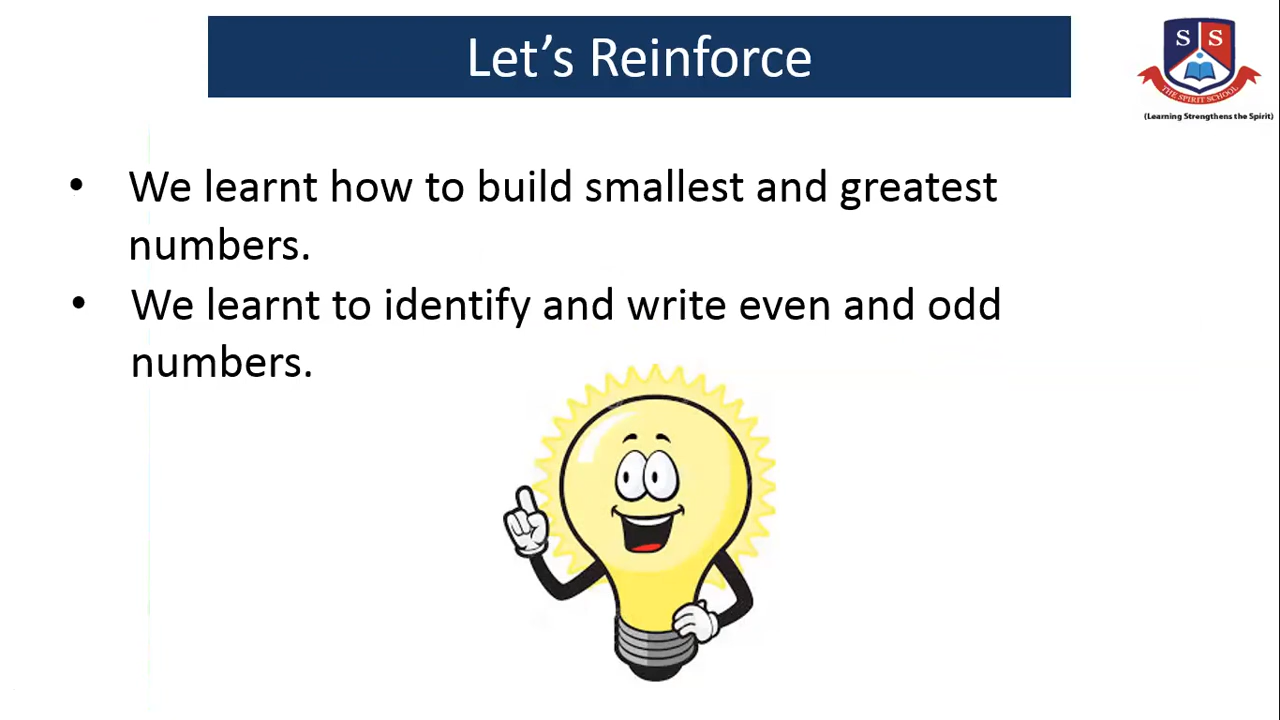 Let's Reinforce
S S
THE SPIRIT SCHOOL
(Learning Strengthens the Spirit)
• We learnt how to build smallest and greatest
numbers.
• We learnt to identify and write even and odd
numbers.